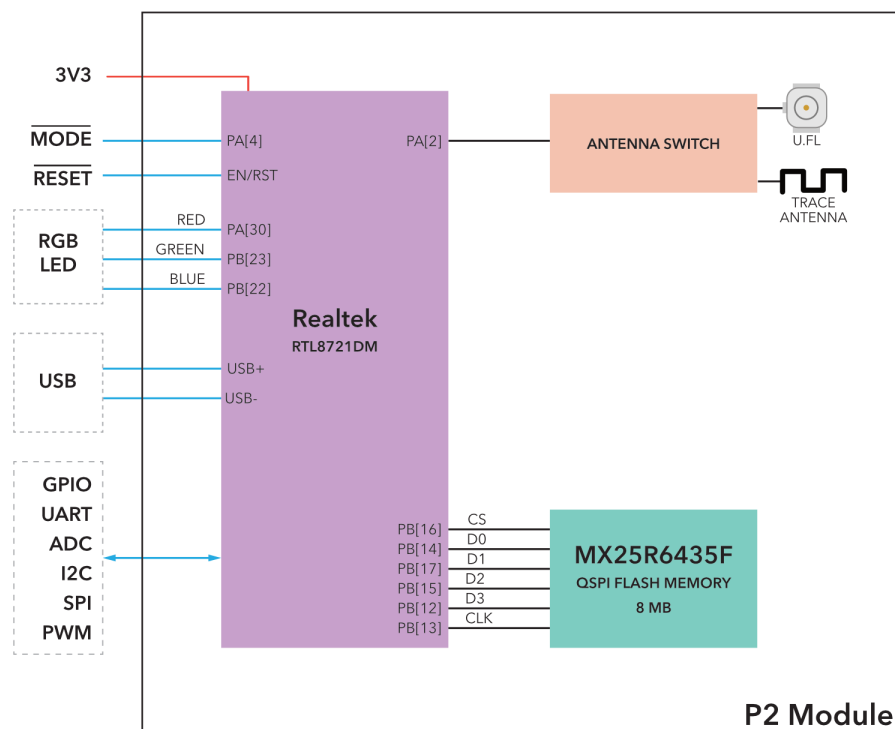 3V3
MODE
RESET
RGB
LED
RED
GREEN
BLUE
USB
GPIO
UART
ADC
I2C
SPI
PWM
PA[4]
EN/RST
PA[30]
PB[23]
PB[22]
USB+
USB-
Realtek
RTL8721DM
PA[2]
PB[16]
PB[14]
PB[17]
PB[15]
PB[12]
PB[13]
CS
D0
D1
D2
D3
CLK
ANTENNA SWITCH
U.FL
TRACE
ANTENNA
MX25R6435F
QSPI FLASH MEMORY
8 MB
P2 Module